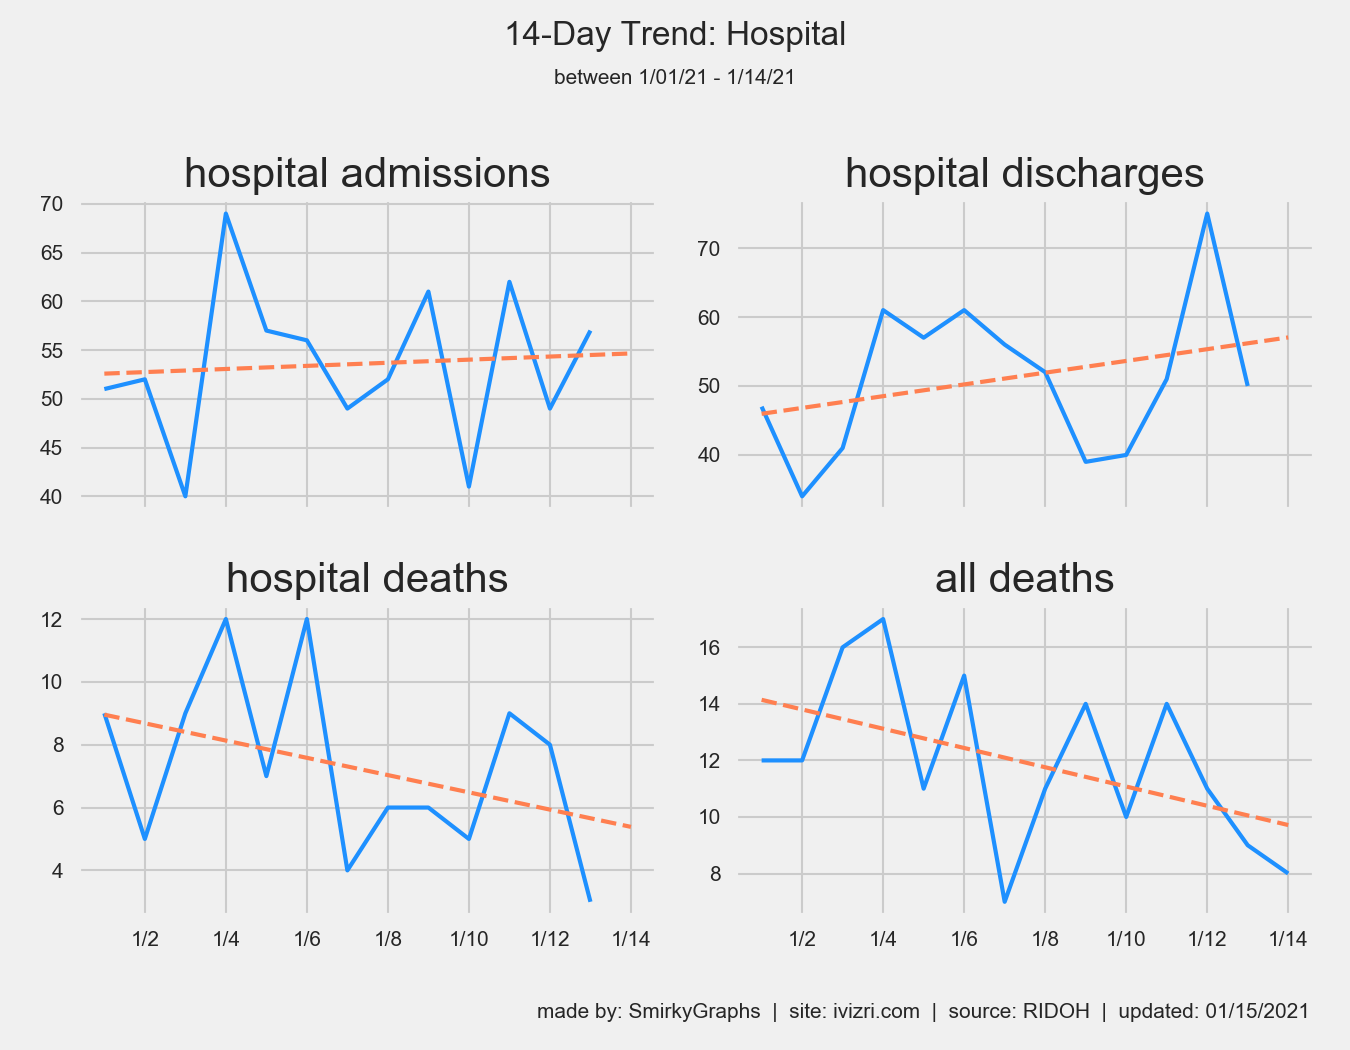 14-Day Trend: Hospital
between 1/01/21 - 1/14/21
hospital admissions
70
65
60
55
50
45
40
hospital discharges
70
60
50
40
hospital deaths
12
10
8
6
4
1/2 1/4 1/6 1/8 1/10 1/12 1/14
all deaths
16
14
12
10
8
1/2 1/4 1/6 1/8 1/10 1/12 1/14
made by: SmirkyGraphs | site: ivizri.com | source: RIDOH | updated: 01/15/2021